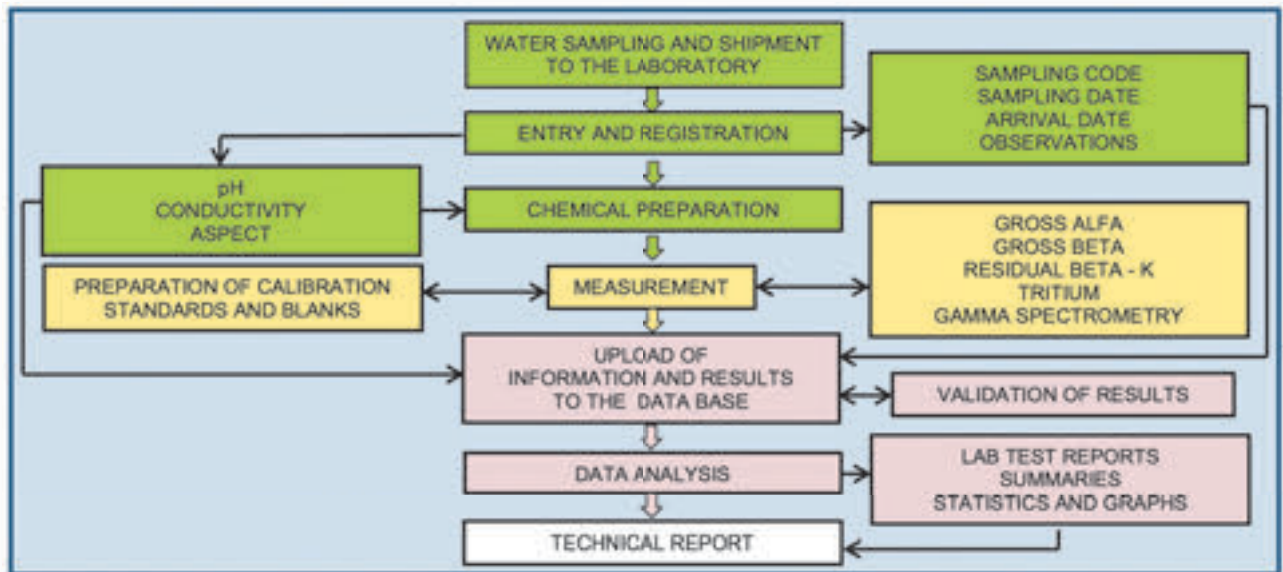 WATER SAMPLING AND SHIPMENT
TO THE LABORATORY
SAMPLING CODE
SAMPLING DATE
ARRIVAL DATE
OBSERVATIONS
ENTRY AND REGISTRATION
pH
CONDUCTIVITY
ASPECT
CHEMICAL PREPARATION
GROSS ALFA
GROSS BETA
RESIDUAL BETA - K
TRITIUM
GAMMA SPECTROMETRY
PREPARATION OF CALIBRATION
STANDARDS AND BLANKS
MEASUREMENT
UPLOAD OF
INFORMATION AND RESULTS
TO THE DATA BASE
VALIDATION OF RESULTS
DATA ANALYSIS
LAB TEST REPORTS
SUMMARIES
STATISTICS AND GRAPHS
TECHNICAL REPORT